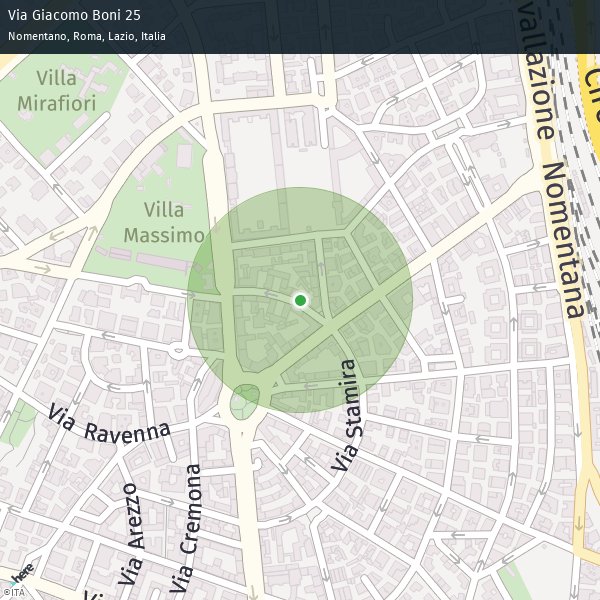 Via Giacomo Boni 25
Nomentano, Roma, Lazio, Italia
Villa
Mirafiori
Villa
Massimo
vallazione Nomentana
Via Ravenna
Via Stamira
Via Arezzo
Via Cremona
here
©ITA